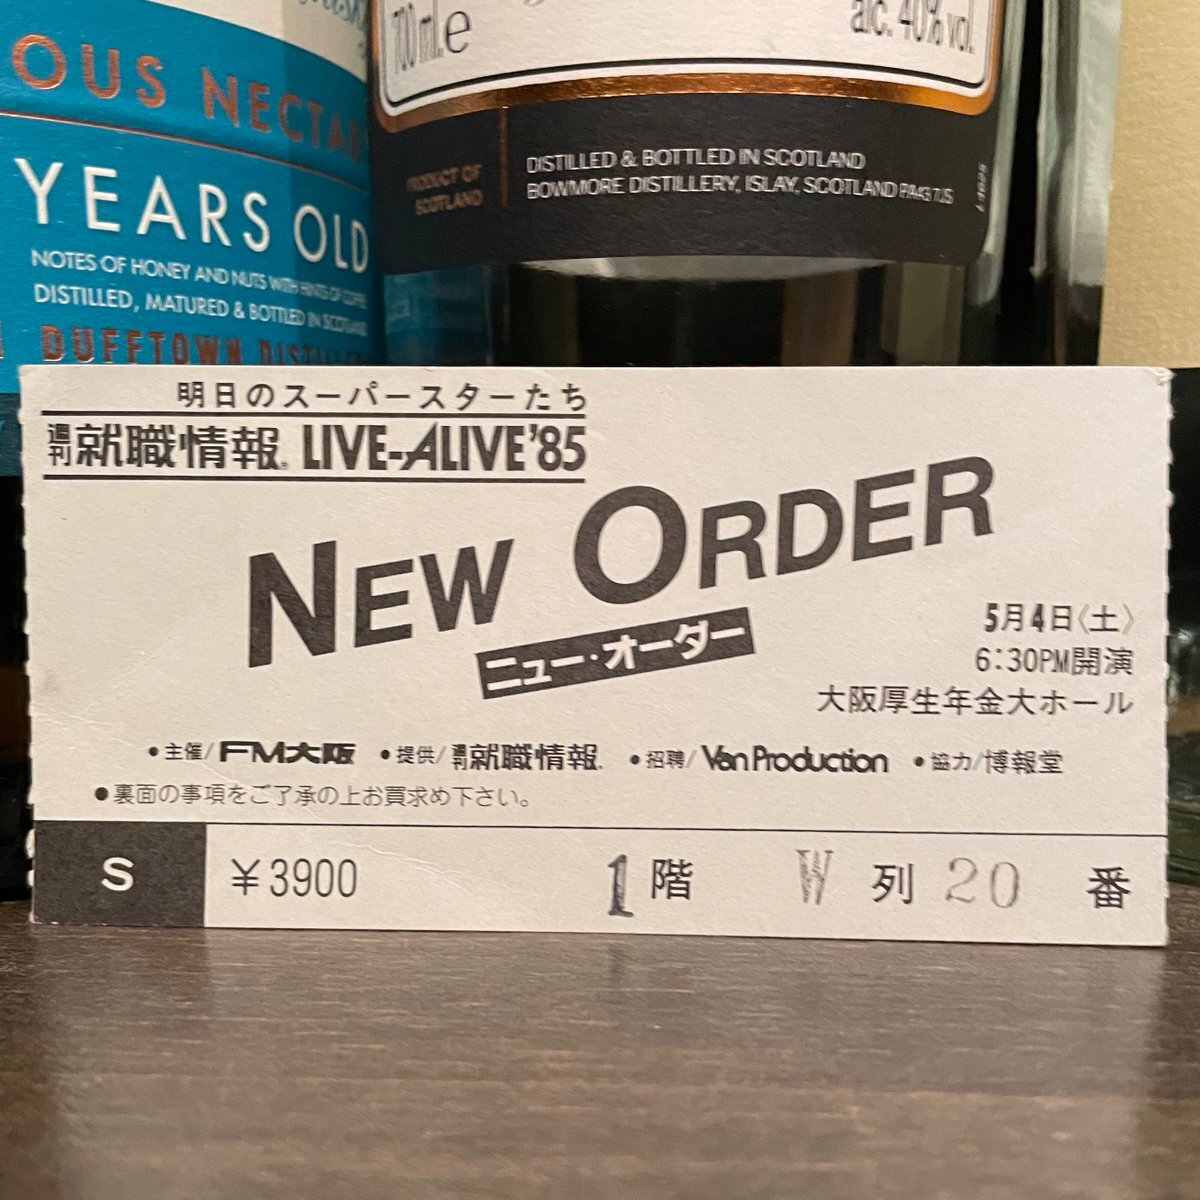 OUS NECTAR
YEARS OLD
NOTES OF HONEY AND NUTS WITH HINTS OF COFFEE
DISTILLED, MATURED & BOTTLED IN SCOTLAND
DUFFTOWN DISTILLERY
700 ml. e
alc. 40% vol.
PRODUCT OF
SCOTLAND
DISTILLED & BOTTLED IN SCOTLAND
BOWMORE DISTILLERY, ISLAY, SCOTLAND PA43 7JS
明日のスーパースターたち
週刊就職情報 LIVE-ALIVE'85
NEW ORDER
ニュー・オーダー
5月4日〈土〉
6:30PM開演
大阪厚生年金大ホール
•主催/FM大阪 •提供/週刊就職情報 •招聘/Van Production •協力/博報堂
●裏面の事項をご了承の上お買求め下さい。
S ￥3900 1階 W列 20番